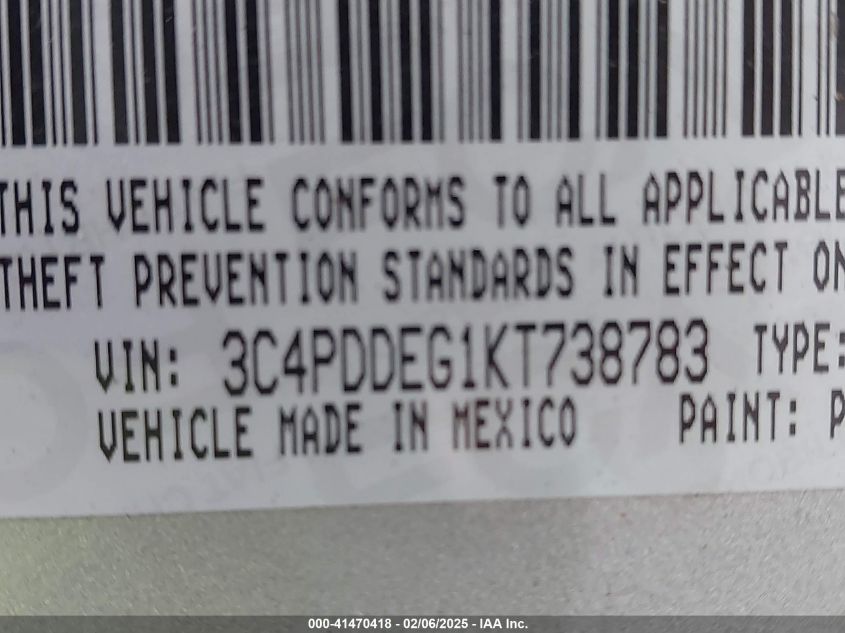 THIS VEHICLE CONFORMS TO ALL APPLICABLE
THEFT PREVENTION STANDARDS IN EFFECT ON
VIN: 3C4PDDEG1KT738783 TYPE:
VEHICLE MADE IN MEXICO PAINT: P
000-41470418 - 02/06/2025 - IAA Inc.